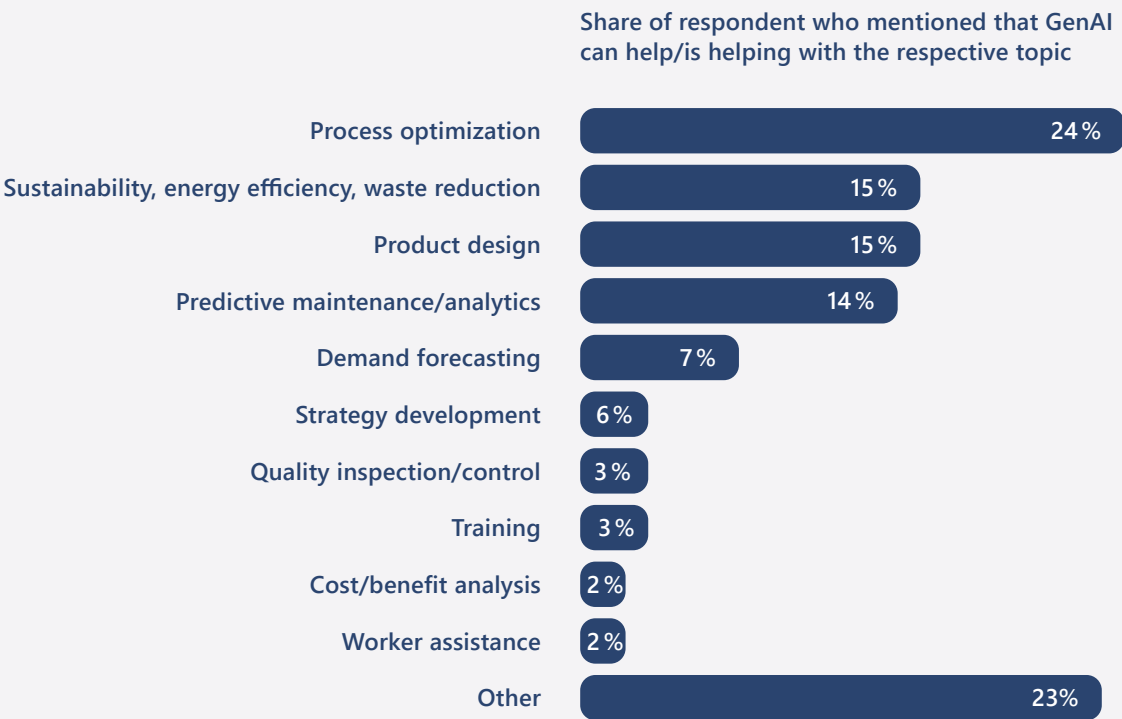 Share of respondent who mentioned that GenAI
can help/is helping with the respective topic
Process optimization 24%
Sustainability, energy efficiency, waste reduction 15%
Product design 15%
Predictive maintenance/analytics 14%
Demand forecasting 7%
Strategy development 6%
Quality inspection/control 3%
Training 3%
Cost/benefit analysis 2%
Worker assistance 2%
Other 23%